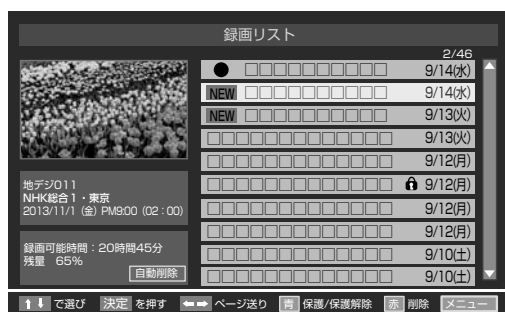 録画リスト
2/46
● □□□□□□□□□□ 9/14(水)
NEW □□□□□□□□□□ 9/14(水)
NEW □□□□□□□□□□ 9/13(火)
□□□□□□□□□□□□□ 9/13(火)
□□□□□□□□□□□□□ 9/12(月)
□□□□□□□□□□□□□ 9/12(月)
□□□□□□□□□□□□□ 9/12(月)
□□□□□□□□□□□□□ 9/12(月)
□□□□□□□□□□□□□ 9/10(土)
□□□□□□□□□□□□□ 9/10(土)
地デジ011
NHK総合1・東京
2013/11/1 (金) PM9:00 (02:00)
録画可能時間:20時間45分
残量 65%
自動削除
⬆⬇ で選び 決定 を押す ⬅➡ ページ送り 青 保護/保護解除 赤 削除 メニュー